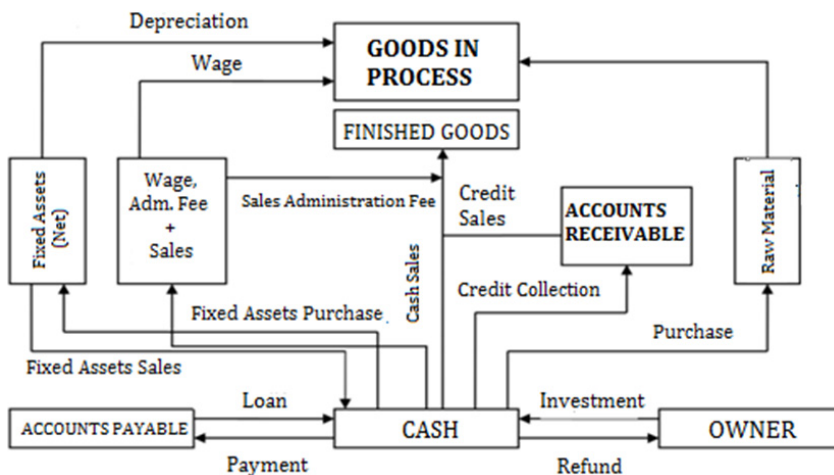 Depreciation
GOODS IN
PROCESS
Wage
FINISHED GOODS
Fixed Assets
(Net)
Wage,
Adm. Fee
+
Sales
Sales Administration Fee
Credit
Sales
ACCOUNTS
RECEIVABLE
Raw Material
Cash Sales
Fixed Assets Purchase
Credit Collection
Purchase
Fixed Assets Sales
Loan
Investment
ACCOUNTS PAYABLE
CASH
OWNER
Payment
Refund